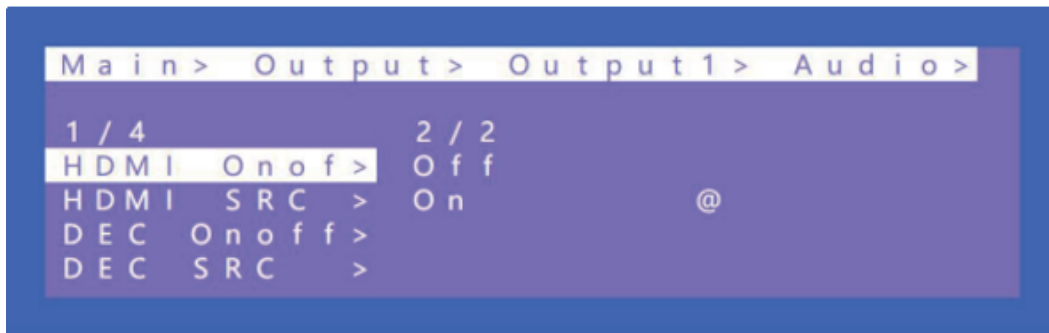 Main> Output> Output1> Audio>
1/4 2/2
HDMI Onof> Off
HDMI SRC > On @
DEC Onoff>
DEC SRC >